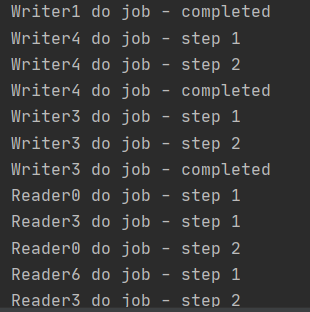 Writer1 do job - completed
Writer4 do job - step 1
Writer4 do job - step 2
Writer4 do job - completed
Writer3 do job - step 1
Writer3 do job - step 2
Writer3 do job - completed
Reader0 do job - step 1
Reader3 do job - step 1
Reader0 do job - step 2
Reader6 do job - step 1
Reader3 do job - step 2